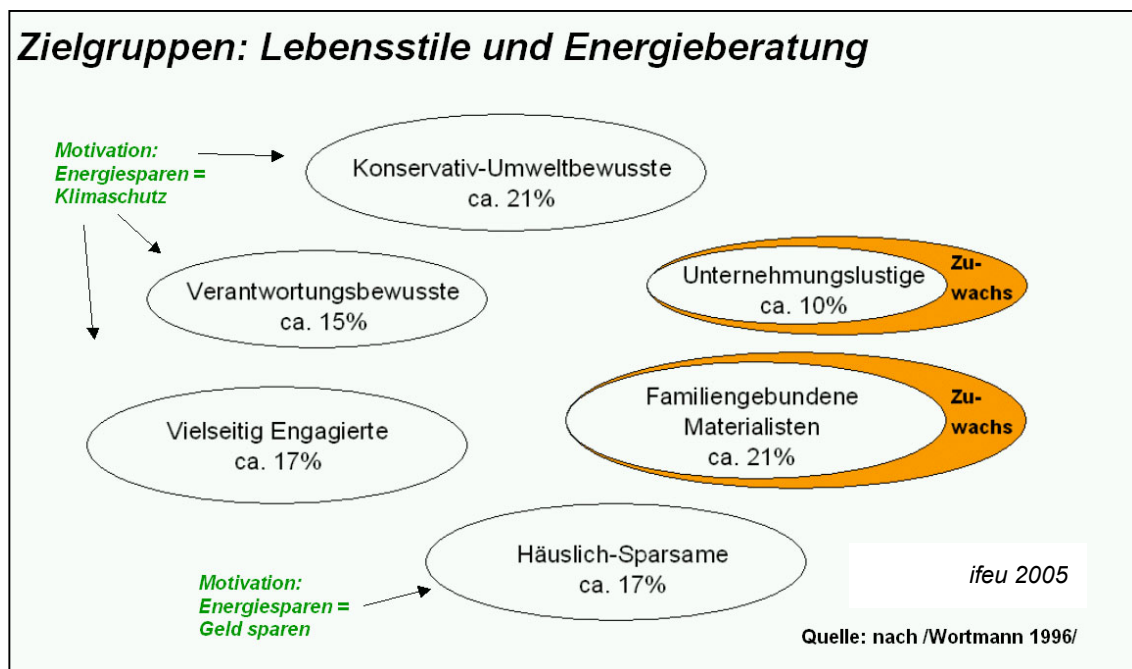 Zielgruppen: Lebensstile und Energieberatung
Motivation:
Energiesparen =
Klimaschutz
Konservativ-Umweltbewusste
ca. 21%
Verantwortungsbewusste
ca. 15%
Unternehmungslustige
ca. 10%
Zu-
wachs
Vielseitig Engagierte
ca. 17%
Familiengebundene
Materialisten
ca. 21%
Zu-
wachs
Häuslich-Sparsame
ca. 17%
Motivation:
Energiesparen =
Geld sparen
ifeu 2005
Quelle: nach /Wortmann 1996/